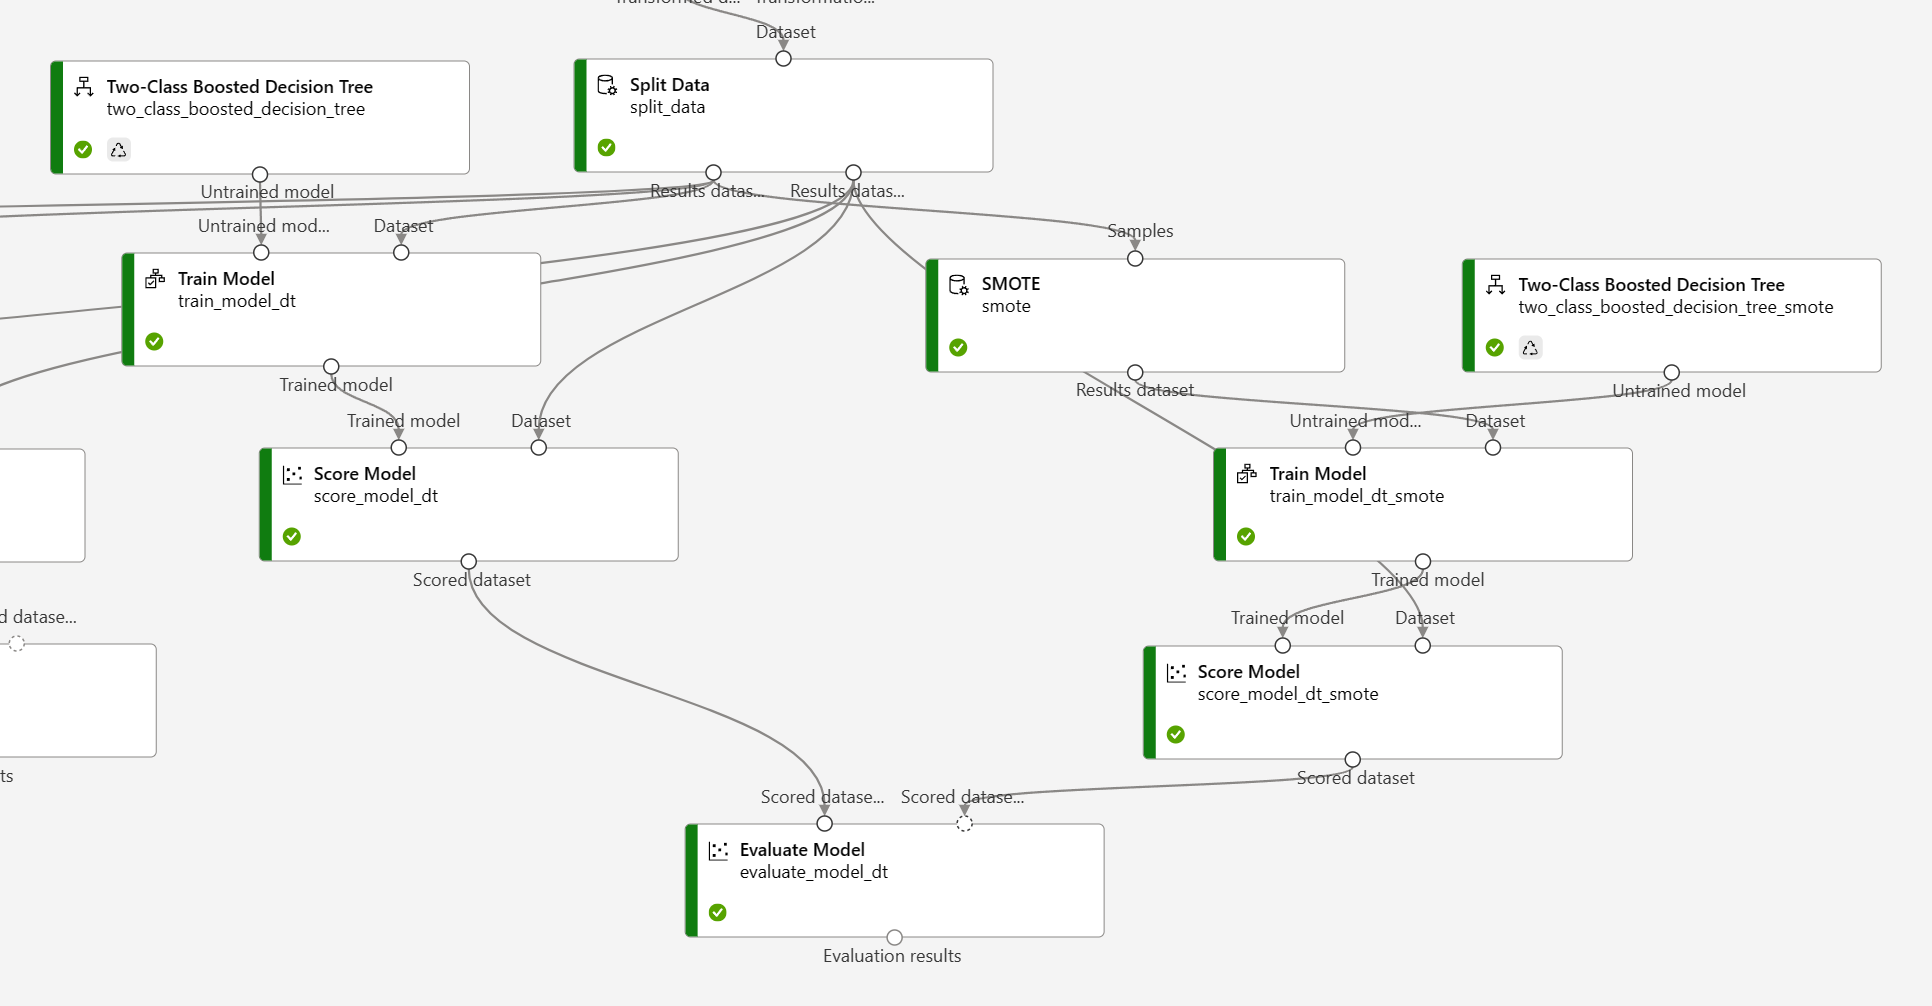 Dataset
Two-Class Boosted Decision Tree
two_class_boosted_decision_tree
Split Data
split_data
Untrained model
Results datas...
Results datas...
Untrained mod...
Dataset
Samples
Train Model
train_model_dt
SMOTE
smote
Two-Class Boosted Decision Tree
two_class_boosted_decision_tree_smote
Trained model
Results dataset
Untrained model
Trained model
Dataset
Untrained mod...
Dataset
Score Model
score_model_dt
Train Model
train_model_dt_smote
Scored dataset
Trained model
d datase...
Trained model
Dataset
Score Model
score_model_dt_smote
ts
Scored dataset
Scored datase...
Scored datase...
Evaluate Model
evaluate_model_dt
Evaluation results